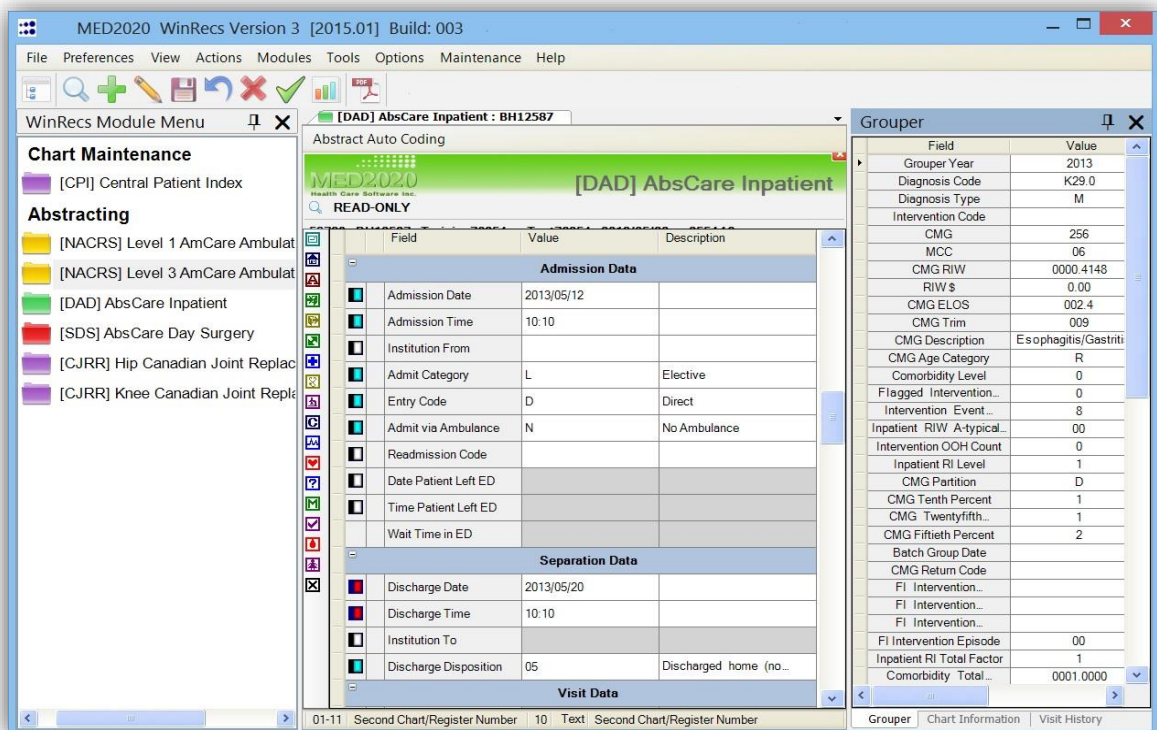 MED2020 WinRecs Version 3 [2015.01] Build: 003
File Preferences View Actions Modules Tools Options Maintenance Help
PDF
WinRecs Module Menu
Chart Maintenance
[CPI] Central Patient Index
Abstracting
[NACRS] Level 1 AmCare Ambulat
[NACRS] Level 3 AmCare Ambulat
[DAD] AbsCare Inpatient
[SDS] AbsCare Day Surgery
[CJRR] Hip Canadian Joint Replac
[CJRR] Knee Canadian Joint Repla
[DAD] AbsCare Inpatient : BH12587
Abstract Auto Coding
MED2020
Health Care Software Inc.
[DAD] AbsCare Inpatient
READ-ONLY
Field Value Description
Admission Data
Admission Date 2013/05/12
Admission Time 10:10
Institution From
Admit Category L Elective
Entry Code D Direct
Admit via Ambulance N No Ambulance
Readmission Code
Date Patient Left ED
Time Patient Left ED
Wait Time in ED
Separation Data
Discharge Date 2013/05/20
Discharge Time 10:10
Institution To
Discharge Disposition 05 Discharged home (no...
Visit Data
01-11 Second Chart/Register Number 10 Text Second Chart/Register Number
Grouper
Field Value
Grouper Year 2013
Diagnosis Code K29.0
Diagnosis Type M
Intervention Code
CMG 256
MCC 06
CMG RIW 0000.4148
RIW $ 0.00
CMG ELOS 002.4
CMG Trim 009
CMG Description Esophagitis/Gastriti
CMG Age Category R
Comorbidity Level 0
Flagged Intervention... 0
Intervention Event... 8
Inpatient RIW A-typical... 00
Intervention OOH Count 0
Inpatient RI Level 1
CMG Partition D
CMG Tenth Percent 1
CMG Twentyfifth... 1
CMG Fiftieth Percent 2
Batch Group Date
CMG Return Code
FI Intervention...
FI Intervention...
FI Intervention...
FI Intervention Episode 00
Inpatient RI Total Factor 1
Comorbidity Total... 0001.0000
Grouper Chart Information Visit History